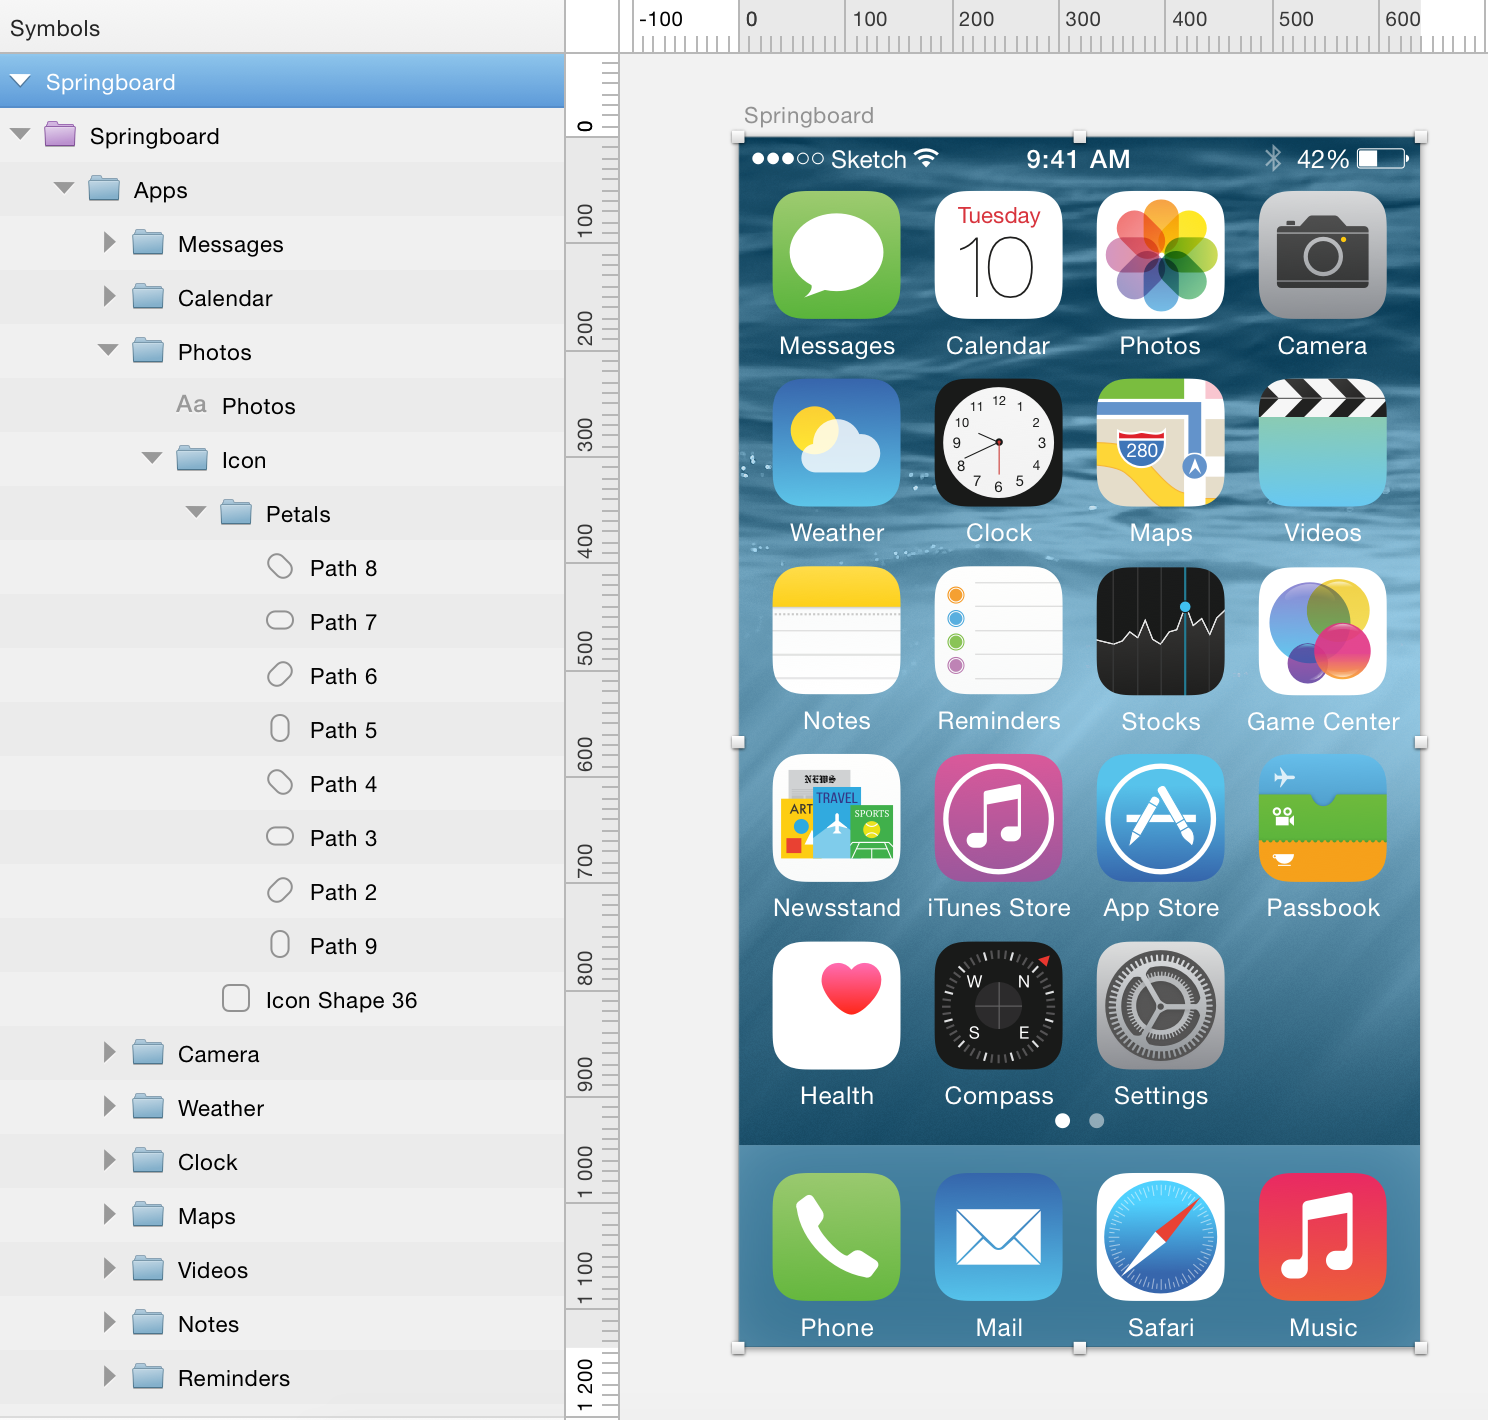 Symbols
Springboard
Springboard
Apps
Messages
Calendar
Photos
Aa Photos
Icon
Petals
Path 8
Path 7
Path 6
Path 5
Path 4
Path 3
Path 2
Path 9
Icon Shape 36
Camera
Weather
Clock
Maps
Videos
Notes
Reminders
-100 0 100 200 300 400 500 600
0
100
200
300
400
500
600
700
800
900
1 000
1 100
1 200
Springboard
Sketch 9:41 AM 42%
Tuesday
10
Messages Calendar Photos Camera
12
11 1
10 2
9 3
8 4
7 5
6
280
Weather Clock Maps Videos
Notes Reminders Stocks Game Center
NEWS
TRAVEL
ART
SPORTS
Newsstand iTunes Store App Store Passbook
W N
S E
Health Compass Settings
Phone Mail Safari Music